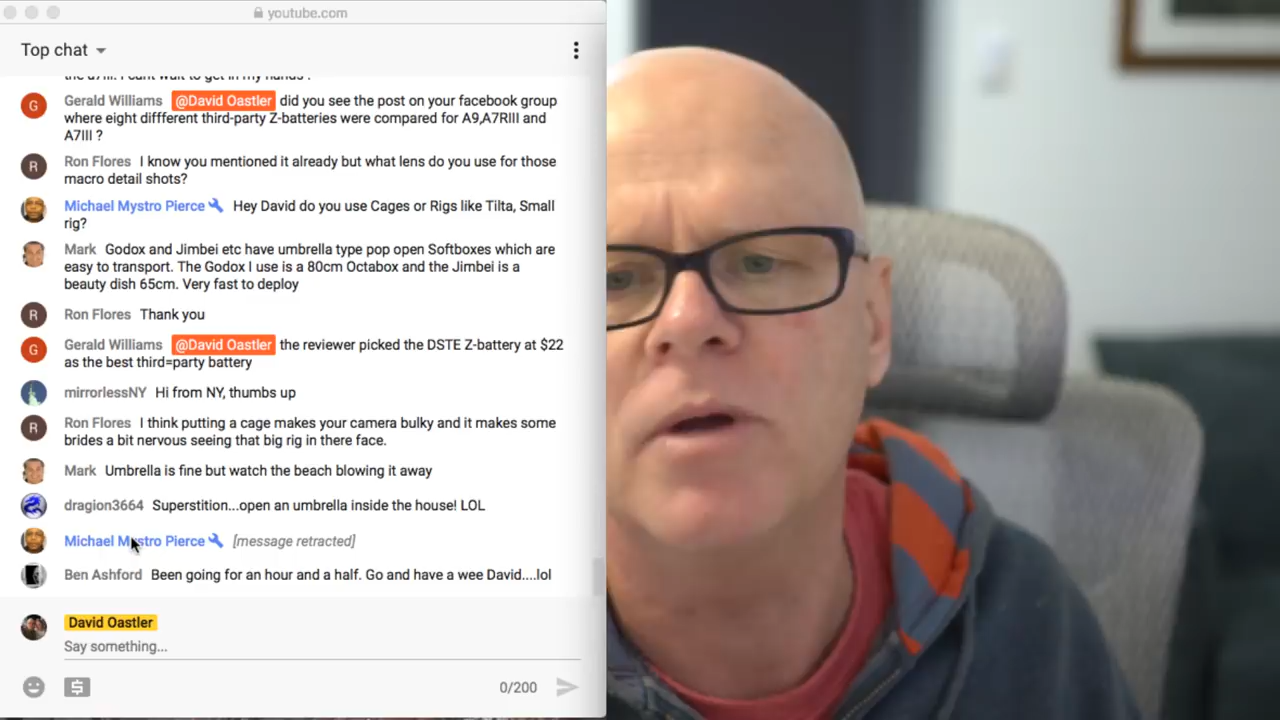 youtube.com
Top chat
the a7III. I cant wait to get in my hands .
G Gerald Williams @David Oastler did you see the post on your facebook group
where eight diffferent third-party Z-batteries were compared for A9,A7RIII and
A7III ?
R Ron Flores I know you mentioned it already but what lens do you use for those
macro detail shots?
Michael Mystro Pierce Hey David do you use Cages or Rigs like Tilta, Small
rig?
Mark Godox and Jimbei etc have umbrella type pop open Softboxes which are
easy to transport. The Godox I use is a 80cm Octabox and the Jimbei is a
beauty dish 65cm. Very fast to deploy
R Ron Flores Thank you
G Gerald Williams @David Oastler the reviewer picked the DSTE Z-battery at $22
as the best third=party battery
mirrorlessNY Hi from NY, thumbs up
R Ron Flores I think putting a cage makes your camera bulky and it makes some
brides a bit nervous seeing that big rig in there face.
Mark Umbrella is fine but watch the beach blowing it away
dragion3664 Superstition...open an umbrella inside the house! LOL
Michael Mystro Pierce [message retracted]
Ben Ashford Been going for an hour and a half. Go and have a wee David....lol
David Oastler
Say something...
0/200